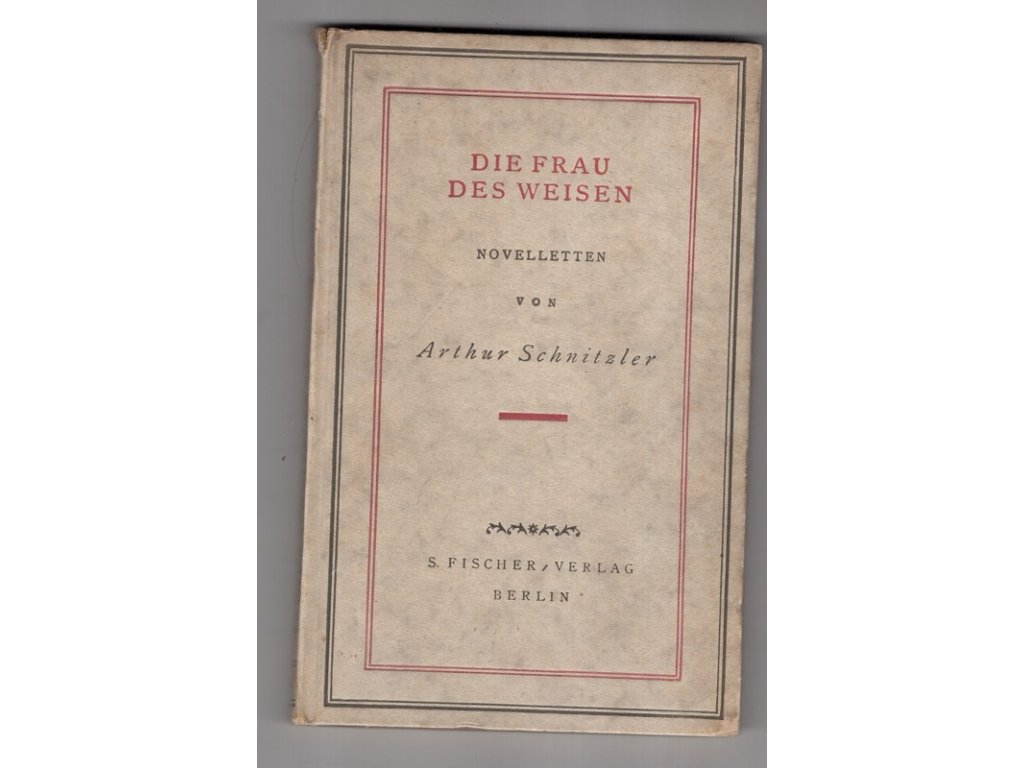 DIE FRAU
DES WEISEN
NOVELLETTEN
VON
Arthur Schnitzler
S. FISCHER / VERLAG
BERLIN